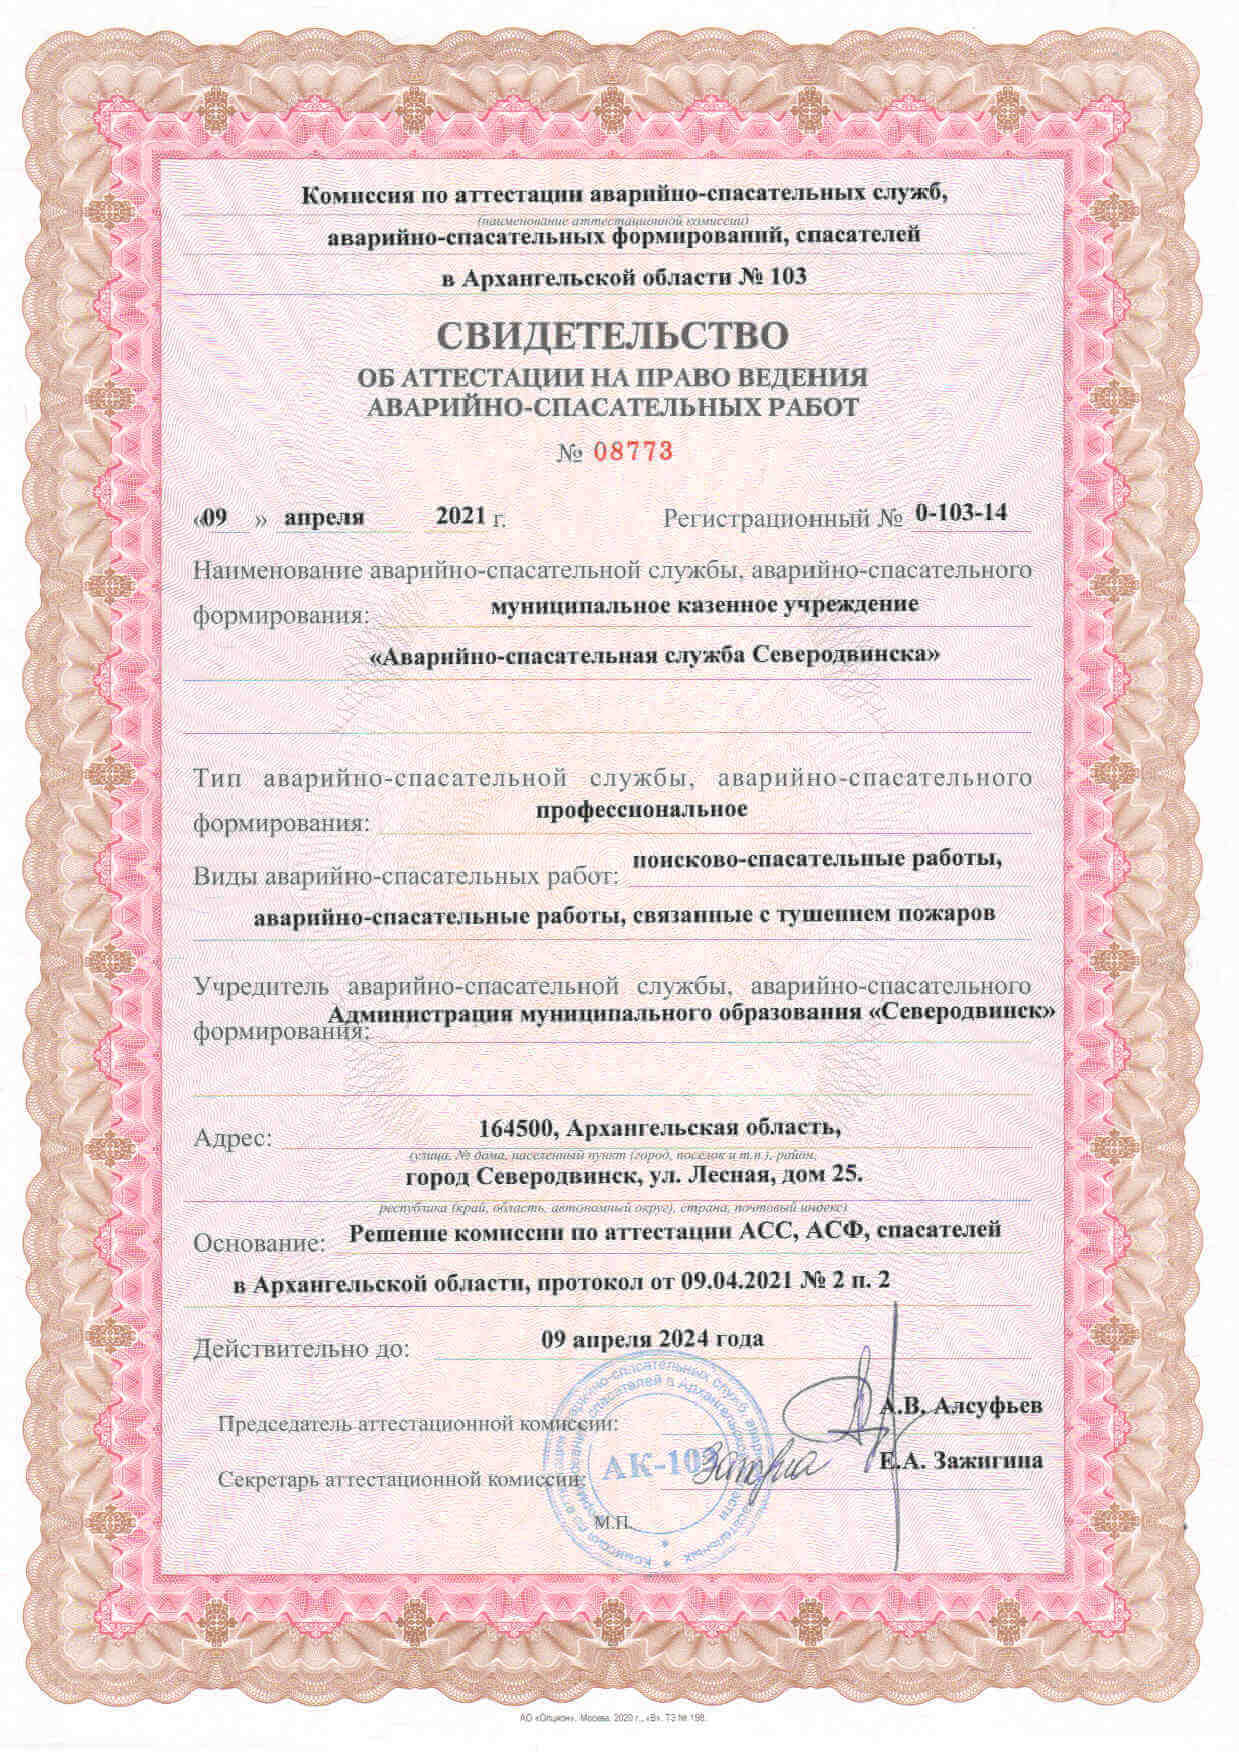 Комиссия по аттестации аварийно-спасательных служб,
(наименование аттестационной комиссии)
аварийно-спасательных формирований, спасателей
в Архангельской области № 103
СВИДЕТЕЛЬСТВО
ОБ АТТЕСТАЦИИ НА ПРАВО ВЕДЕНИЯ
АВАРИЙНО-СПАСАТЕЛЬНЫХ РАБОТ
№ 08773
«09 » апреля 2021 г. Регистрационный № 0-103-14
Наименование аварийно-спасательной службы, аварийно-спасательного
формирования: муниципальное казенное учреждение
«Аварийно-спасательная служба Северодвинска»
Тип аварийно-спасательной службы, аварийно-спасательного
формирования: профессиональное
Виды аварийно-спасательных работ: поисково-спасательные работы,
аварийно-спасательные работы, связанные с тушением пожаров
Учредитель аварийно-спасательной службы, аварийно-спасательного
формирования: Администрация муниципального образования «Северодвинск»
Адрес: 164500, Архангельская область,
(улица, № дома, населенный пункт (город, поселок и т.п.), район,
город Северодвинск, ул. Лесная, дом 25.
республика (край, область, автономный округ), страна, почтовый индекс)
Основание: Решение комиссии по аттестации АСС, АСФ, спасателей
в Архангельской области, протокол от 09.04.2021 № 2 п. 2
Действительно до: 09 апреля 2024 года
Председатель аттестационной комиссии: А.В. Алсуфьев
Секретарь аттестационной комиссии: Е.А. Зажигина
АК-103
М.П.
АО «Опцион», Москва, 2020 г., «В», ТЗ № 198.